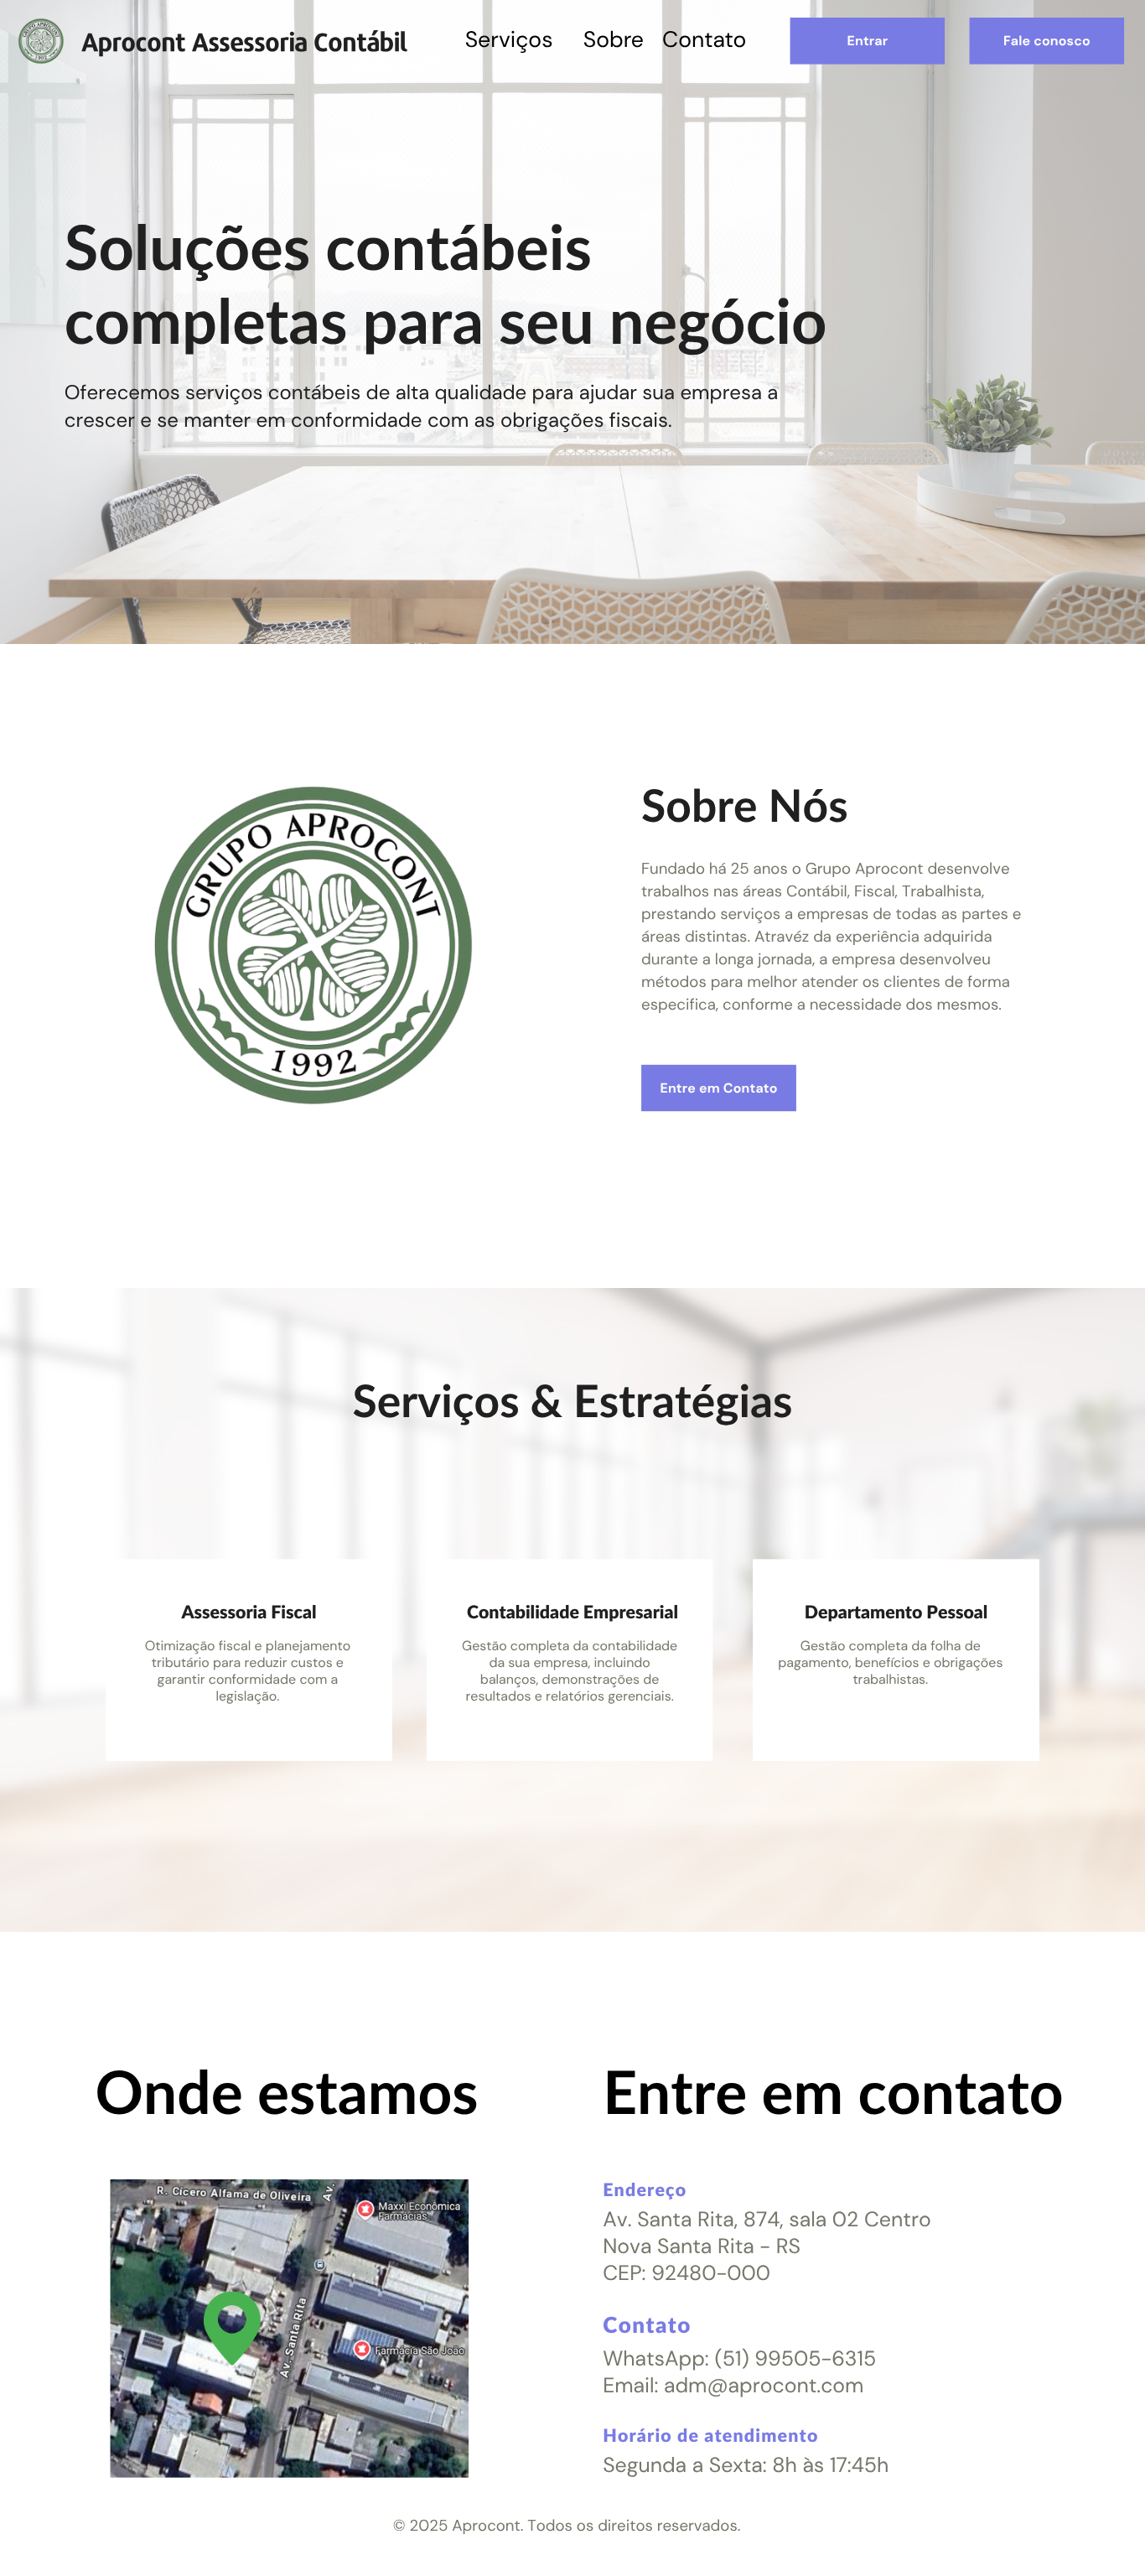 GRUPO APROCONT
1992
Aprocont Assessoria Contábil
Serviços
Sobre
Contato
Entrar
Fale conosco
Soluções contábeis
completas para seu negócio
Oferecemos serviços contábeis de alta qualidade para ajudar sua empresa a
crescer e se manter em conformidade com as obrigações fiscais.
GRUPO APROCONT
1992
Sobre Nós
Fundado há 25 anos o Grupo Aprocont desenvolve
trabalhos nas áreas Contábil, Fiscal, Trabalhista,
prestando serviços a empresas de todas as partes e
áreas distintas. Atravéz da experiência adquirida
durante a longa jornada, a empresa desenvolveu
métodos para melhor atender os clientes de forma
especifica, conforme a necessidade dos mesmos.
Entre em Contato
Serviços & Estratégias
Assessoria Fiscal
Otimização fiscal e planejamento
tributário para reduzir custos e
garantir conformidade com a
legislação.
Contabilidade Empresarial
Gestão completa da contabilidade
da sua empresa, incluindo
balanços, demonstrações de
resultados e relatórios gerenciais.
Departamento Pessoal
Gestão completa da folha de
pagamento, benefícios e obrigações
trabalhistas.
Onde estamos
R. Cícero Alfama de Oliveira
Av.
Maxxi Econômica
Farmácias
Av. Santa Rita
Farmácia São João
Entre em contato
Endereço
Av. Santa Rita, 874, sala 02 Centro
Nova Santa Rita - RS
CEP: 92480-000
Contato
WhatsApp: (51) 99505-6315
Email: adm@aprocont.com
Horário de atendimento
Segunda a Sexta: 8h às 17:45h
© 2025 Aprocont. Todos os direitos reservados.